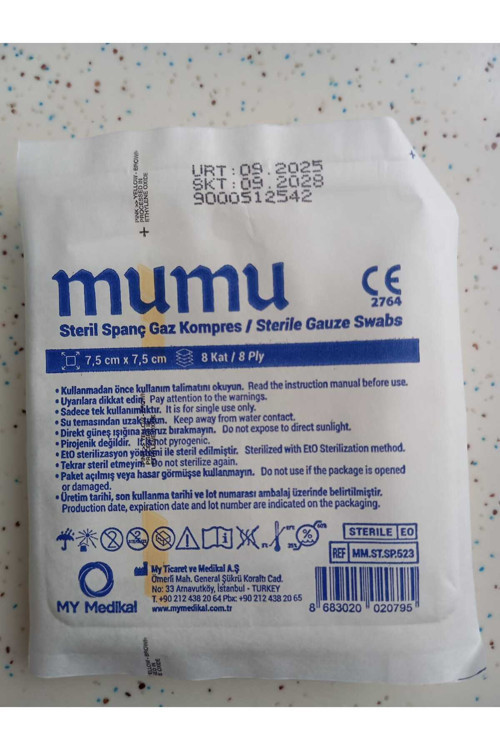 URT:09.2025
SKT:09.2028
9000512542
PINK >> YELLOW - BROWN
PROCESSED IN
ETHYLENE OXIDE
mumu
CE
2764
Steril Spanç Gaz Kompres / Sterile Gauze Swabs
7,5 cm x 7,5 cm 8 Kat / 8 Ply
• Kullanmadan önce kullanım talimatını okuyun. Read the instruction manual before use.
• Uyarılara dikkat edin. Pay attention to the warnings.
• Sadece tek kullanımlıktır. It is for single use only.
• Su temasından uzak tutun. Keep away from water contact.
• Direkt güneş ışığına maruz bırakmayın. Do not expose to direct sunlight.
• Pirojenik değildir. It is not pyrogenic.
• EtO sterilizasyon yöntemi ile steril edilmiştir. Sterilized with EtO Sterilization method.
• Tekrar steril etmeyin. Do not sterilize again.
• Paket açılmış veya hasar görmüşse kullanmayın. Do not use if the package is opened
or damaged.
• Üretim tarihi, son kullanma tarihi ve lot numarası ambalaj üzerinde belirtilmiştir.
Production date, expiration date and lot number are indicated on the packaging.
STERILE EO
REF MM.ST.SP.523
MY Medikal
My Ticaret ve Medikal A.Ş
Ömerli Mah. General Şükrü Koraltı Cad.
No: 33 Arnavutköy, İstanbul - TURKEY
T. +90 212 438 20 64 Pbx: +90 212 438 20 65
www.mymedikal.com.tr
8 683020 020795